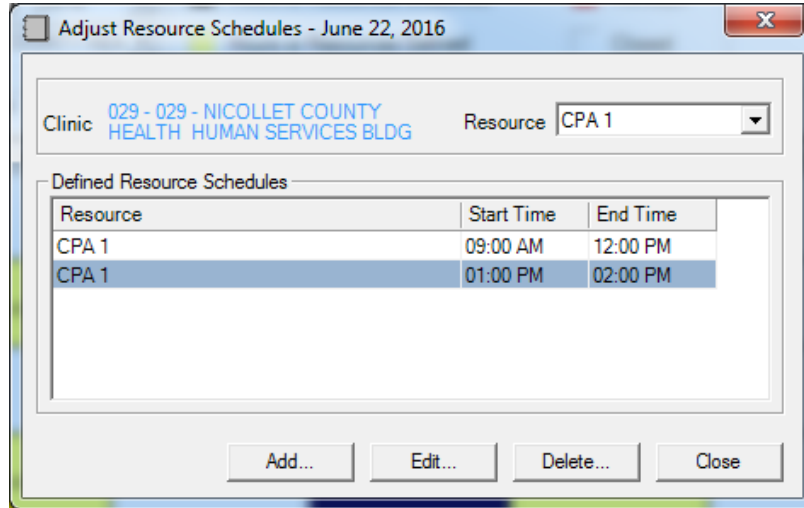 Adjust Resource Schedules - June 22, 2016
Clinic 029 - 029 - NICOLLET COUNTY HEALTH HUMAN SERVICES BLDG
Resource CPA 1
Defined Resource Schedules
Resource Start Time End Time
CPA 1 09:00 AM 12:00 PM
CPA 1 01:00 PM 02:00 PM
Add... Edit... Delete... Close